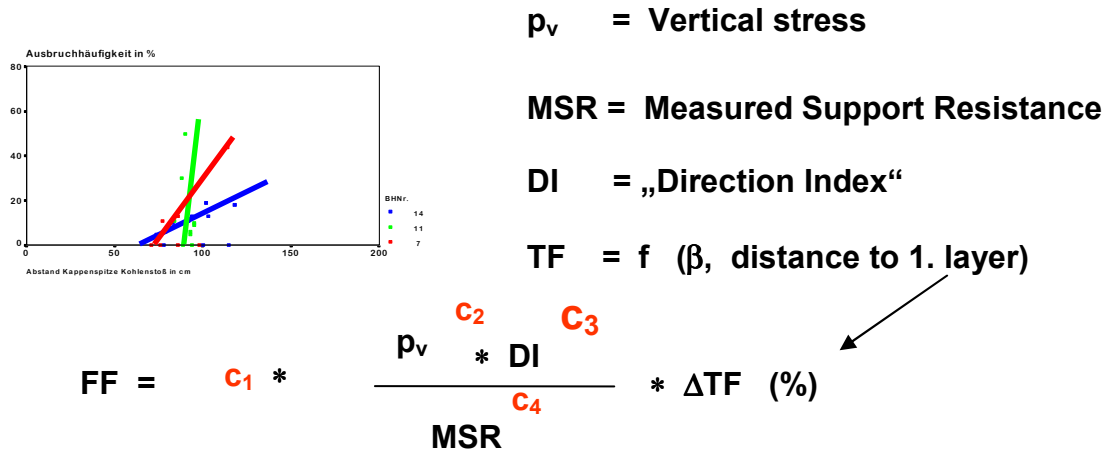 Ausbruchhäufigkeit in %
80
60
40
20
0
0 50 100 150 200
Abstand Kappenspitze Kohlenstoß in cm
BHNr.
14
11
7
pᵥ = Vertical stress
MSR = Measured Support Resistance
DI = „Direction Index“
TF = f (β, distance to 1. layer)
FF = c₁ * pᵥ c₂ * DI c₃ / MSR c₄ * ΔTF (%)